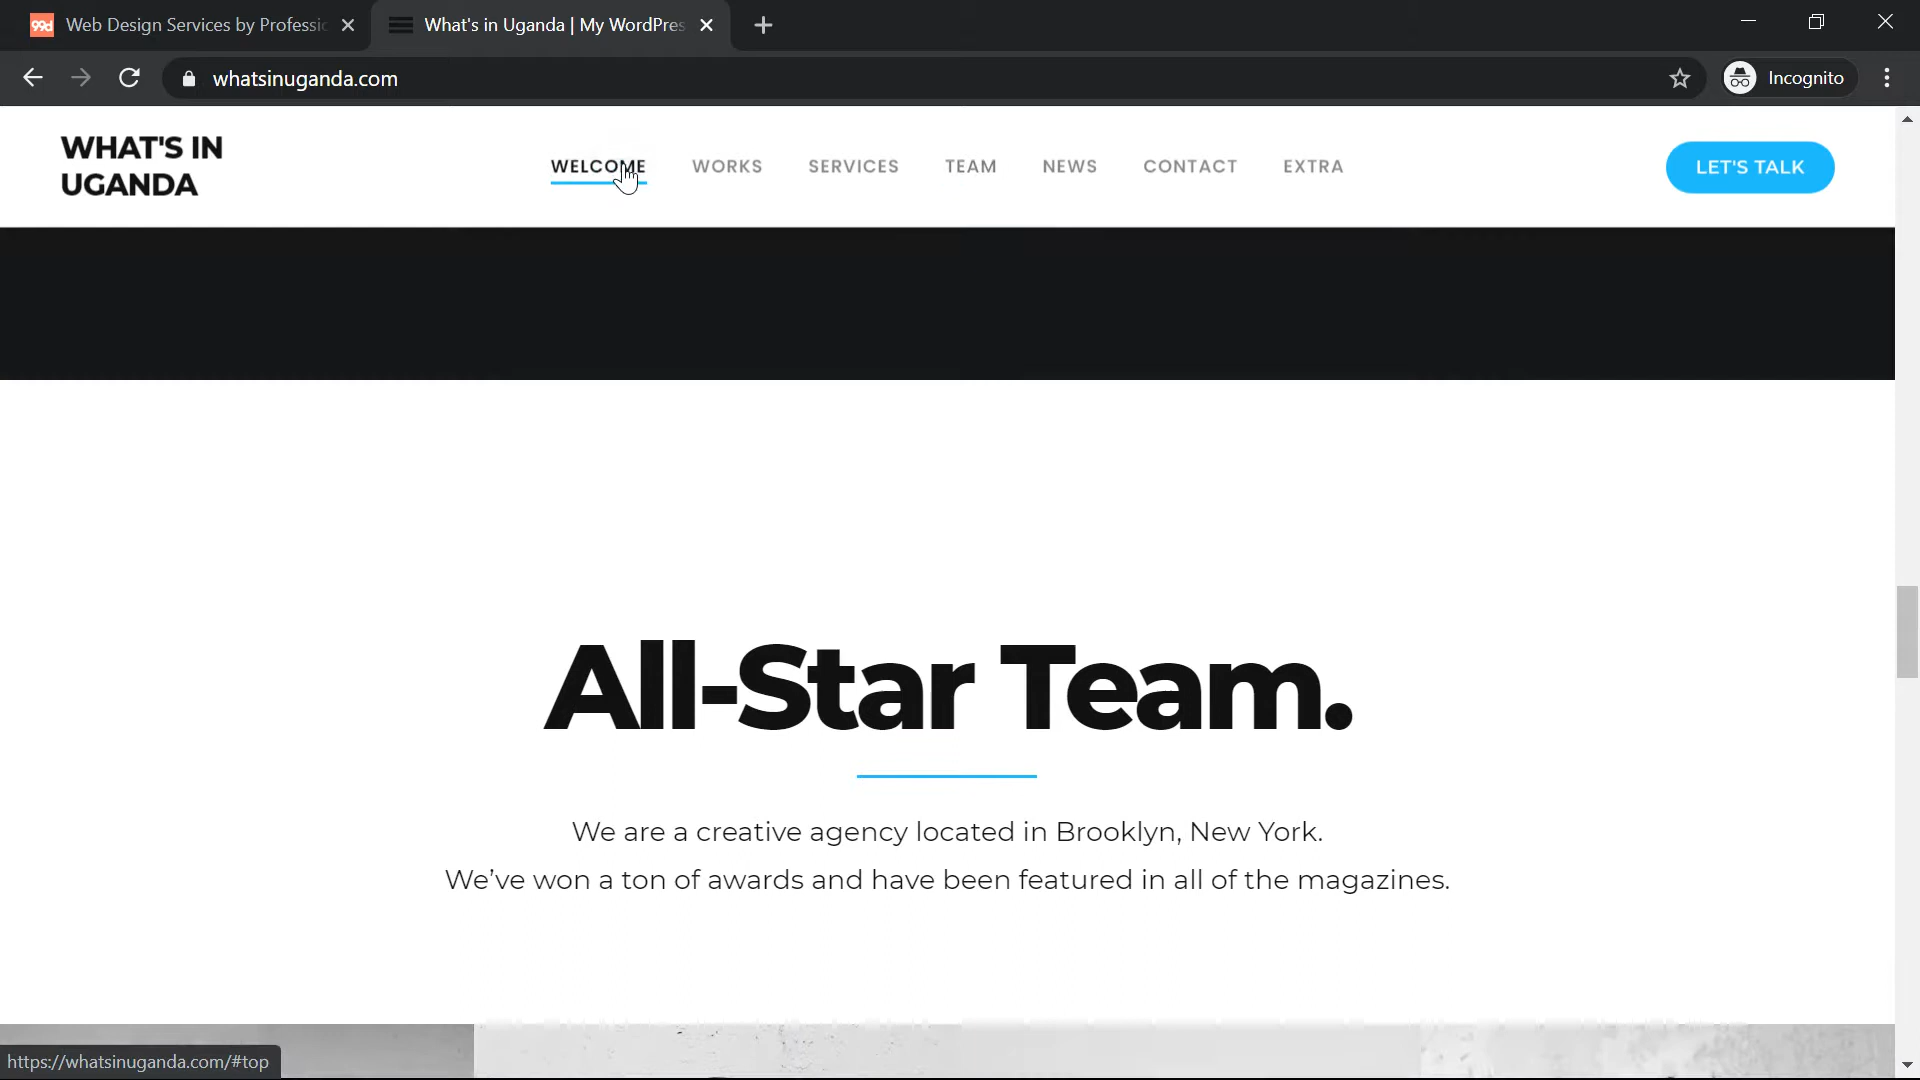 99d Web Design Services by Professi
What's in Uganda | My WordPres
whatsinuganda.com
Incognito
WHAT'S IN
UGANDA
WELCOME WORKS SERVICES TEAM NEWS CONTACT EXTRA
LET'S TALK
All-Star Team.
We are a creative agency located in Brooklyn, New York.
We’ve won a ton of awards and have been featured in all of the magazines.
https://whatsinuganda.com/#top